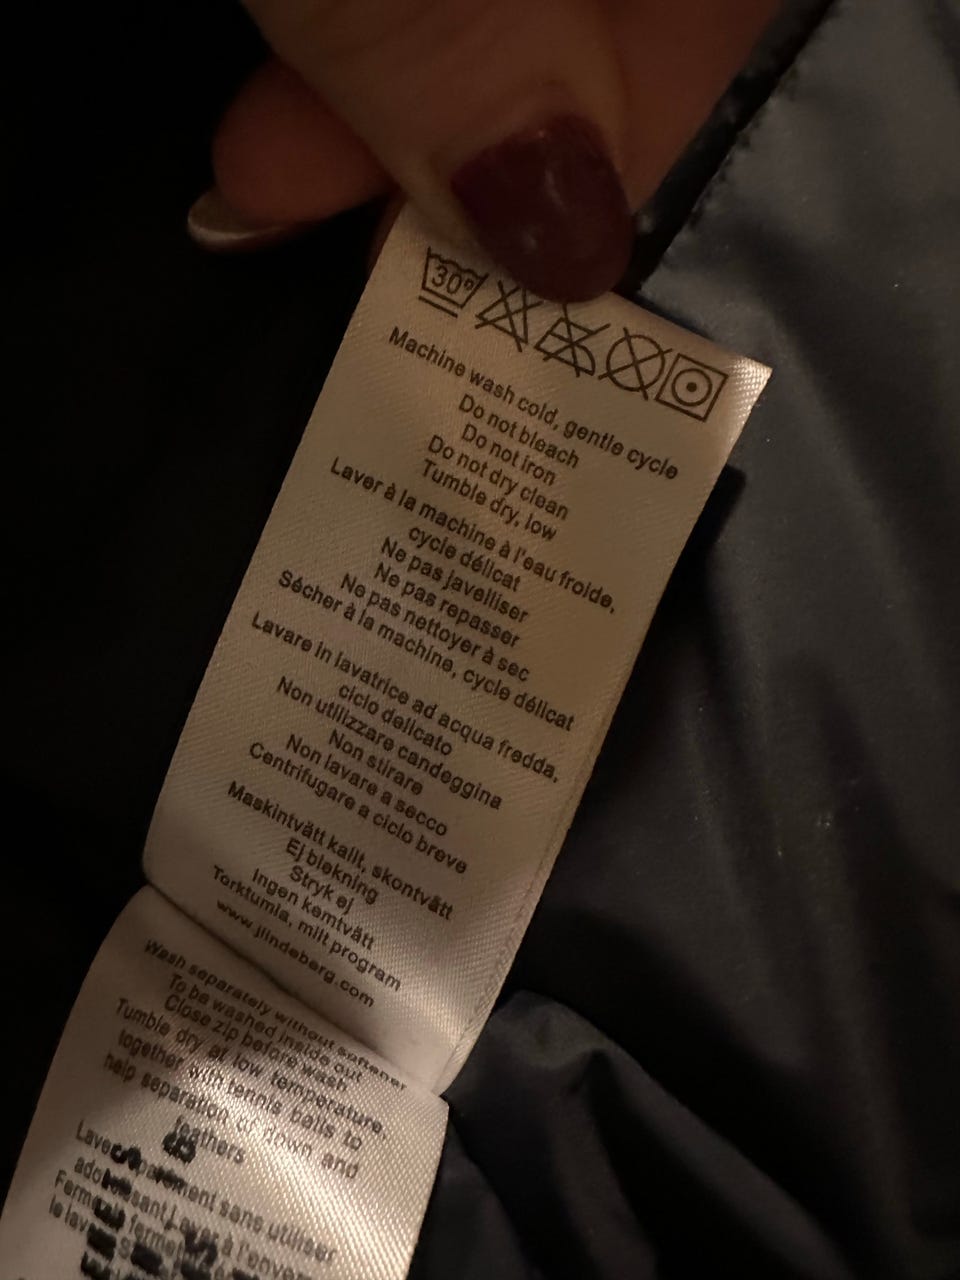 30°
Machine wash cold, gentle cycle
Do not bleach
Do not iron
Do not dry clean
Tumble dry, low
Laver à la machine à l'eau froide,
cycle délicat
Ne pas javelliser
Ne pas repasser
Ne pas nettoyer à sec
Sécher à la machine, cycle délicat
Lavare in lavatrice ad acqua fredda,
ciclo delicato
Non utilizzare candeggina
Non stirare
Non lavare a secco
Centrifugare a ciclo breve
Maskintvätt kallt, skontvätt
Ej blekning
Stryk ej
Ingen kemtvätt
Torktumla, milt program
www.jlindeberg.com
Wash separately without softener
To be washed inside out
Close zip before wash
Tumble dry at low temperature,
together with tennis balls to
help separation of down and
feathers
sans utiliser
à l'envers
le